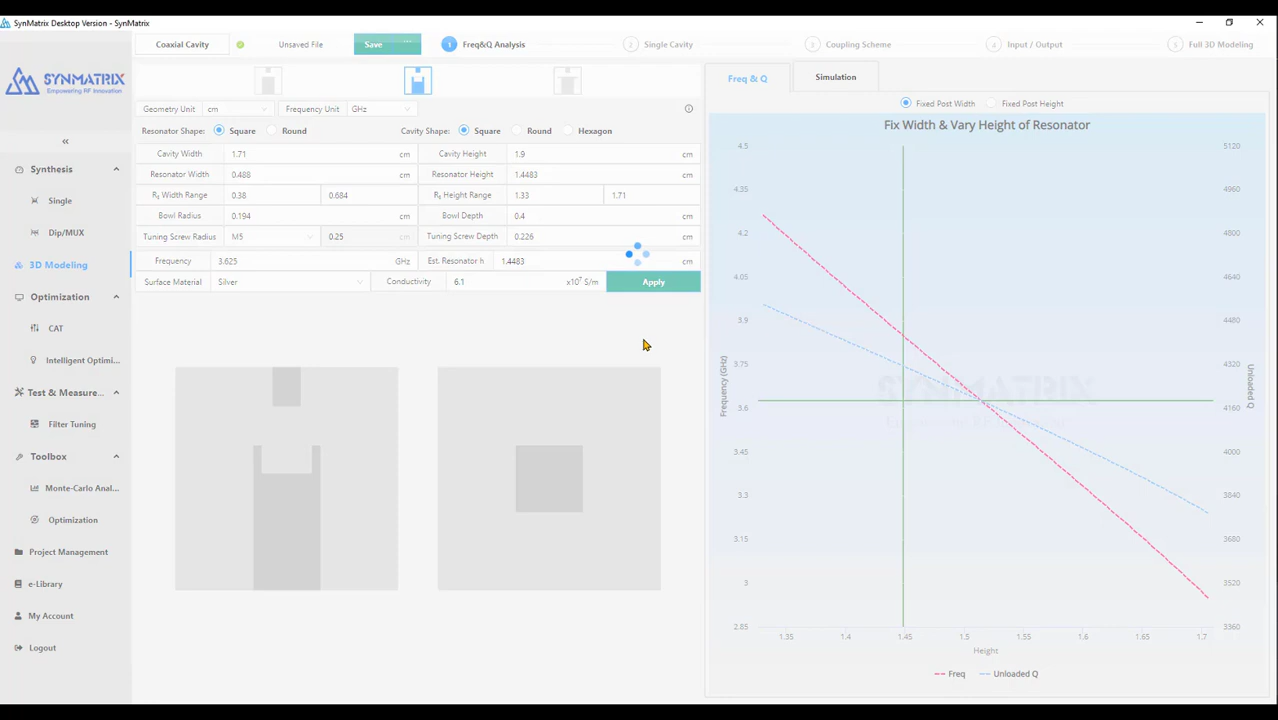 SynMatrix Desktop Version - SynMatrix
SYNMATRIX
Empowering RF Innovation
«
Synthesis
Single
Dip/MUX
3D Modeling
Optimization
CAT
Intelligent Optimi...
Test & Measure...
Filter Tuning
Toolbox
Monte-Carlo Anal...
Optimization
Project Management
e-Library
My Account
Logout
Coaxial Cavity Unsaved File Save ... 1 Freq&Q Analysis 2 Single Cavity 3 Coupling Scheme 4 Input / Output 5 Full 3D Modeling
Geometry Unit cm Frequency Unit GHz
Resonator Shape: Square Round Cavity Shape: Square Round Hexagon
Cavity Width 1.71 cm Cavity Height 1.9 cm
Resonator Width 0.488 cm Resonator Height 1.4483 cm
R₁ Width Range 0.38 0.684 R₁ Height Range 1.33 1.71
Bowl Radius 0.194 cm Bowl Depth 0.4 cm
Tuning Screw Radius M5 0.25 cm Tuning Screw Depth 0.226 cm
Frequency 3.625 GHz Est. Resonator h 1.4483 cm
Surface Material Silver Conductivity 6.1 x10⁷ S/m Apply
Freq & Q Simulation
Fixed Post Width Fixed Post Height
Fix Width & Vary Height of Resonator
4.5 5120
4.35 4960
4.2 4800
4.05 4640
3.9 4480
3.75 4320
3.6 4160
3.45 4000
3.3 3840
3.15 3680
3 3520
2.85 3360
Frequency (GHz)
Unloaded Q
SYNMATRIX
Empowering RF Innovation
1.35 1.4 1.45 1.5 1.55 1.6 1.65 1.7
Height
Freq Unloaded Q